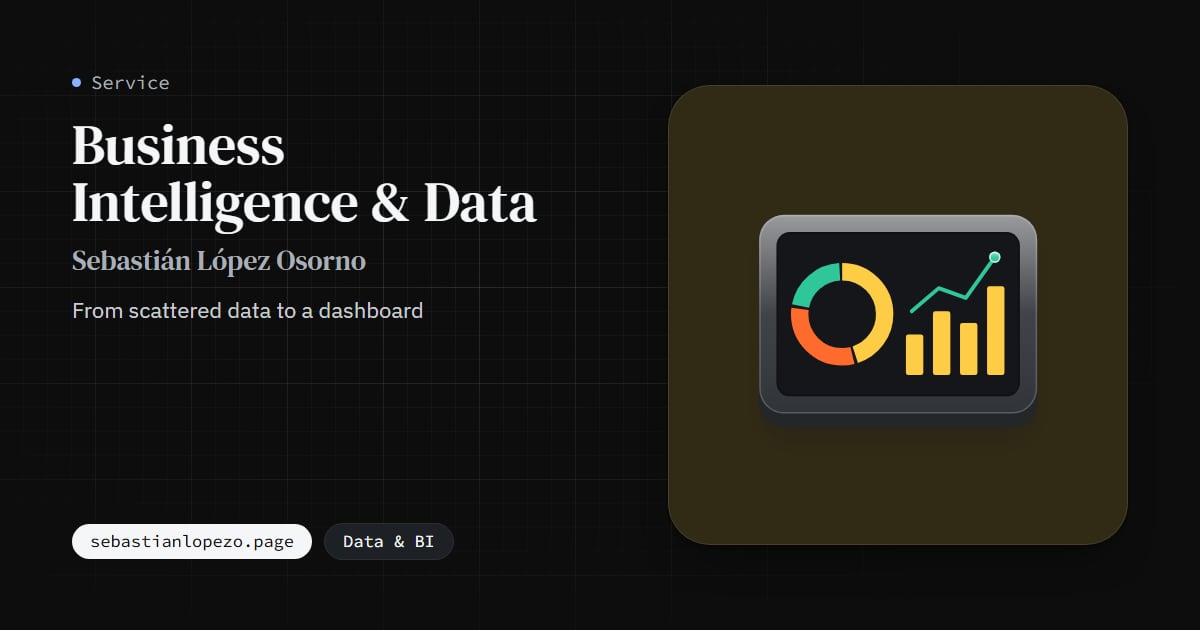 Service
Business
Intelligence & Data
Sebastián López Osorno
From scattered data to a dashboard
sebastianlopezo.page
Data & BI